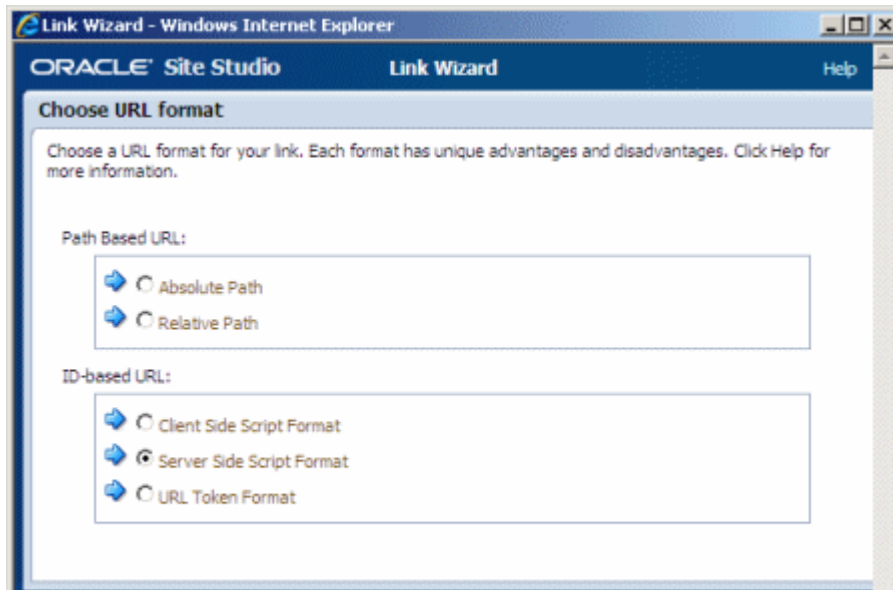 Link Wizard - Windows Internet Explorer
ORACLE® Site Studio Link Wizard Help
Choose URL format
Choose a URL format for your link. Each format has unique advantages and disadvantages. Click Help for
more information.
Path Based URL:
Absolute Path
Relative Path
ID-based URL:
Client Side Script Format
Server Side Script Format
URL Token Format